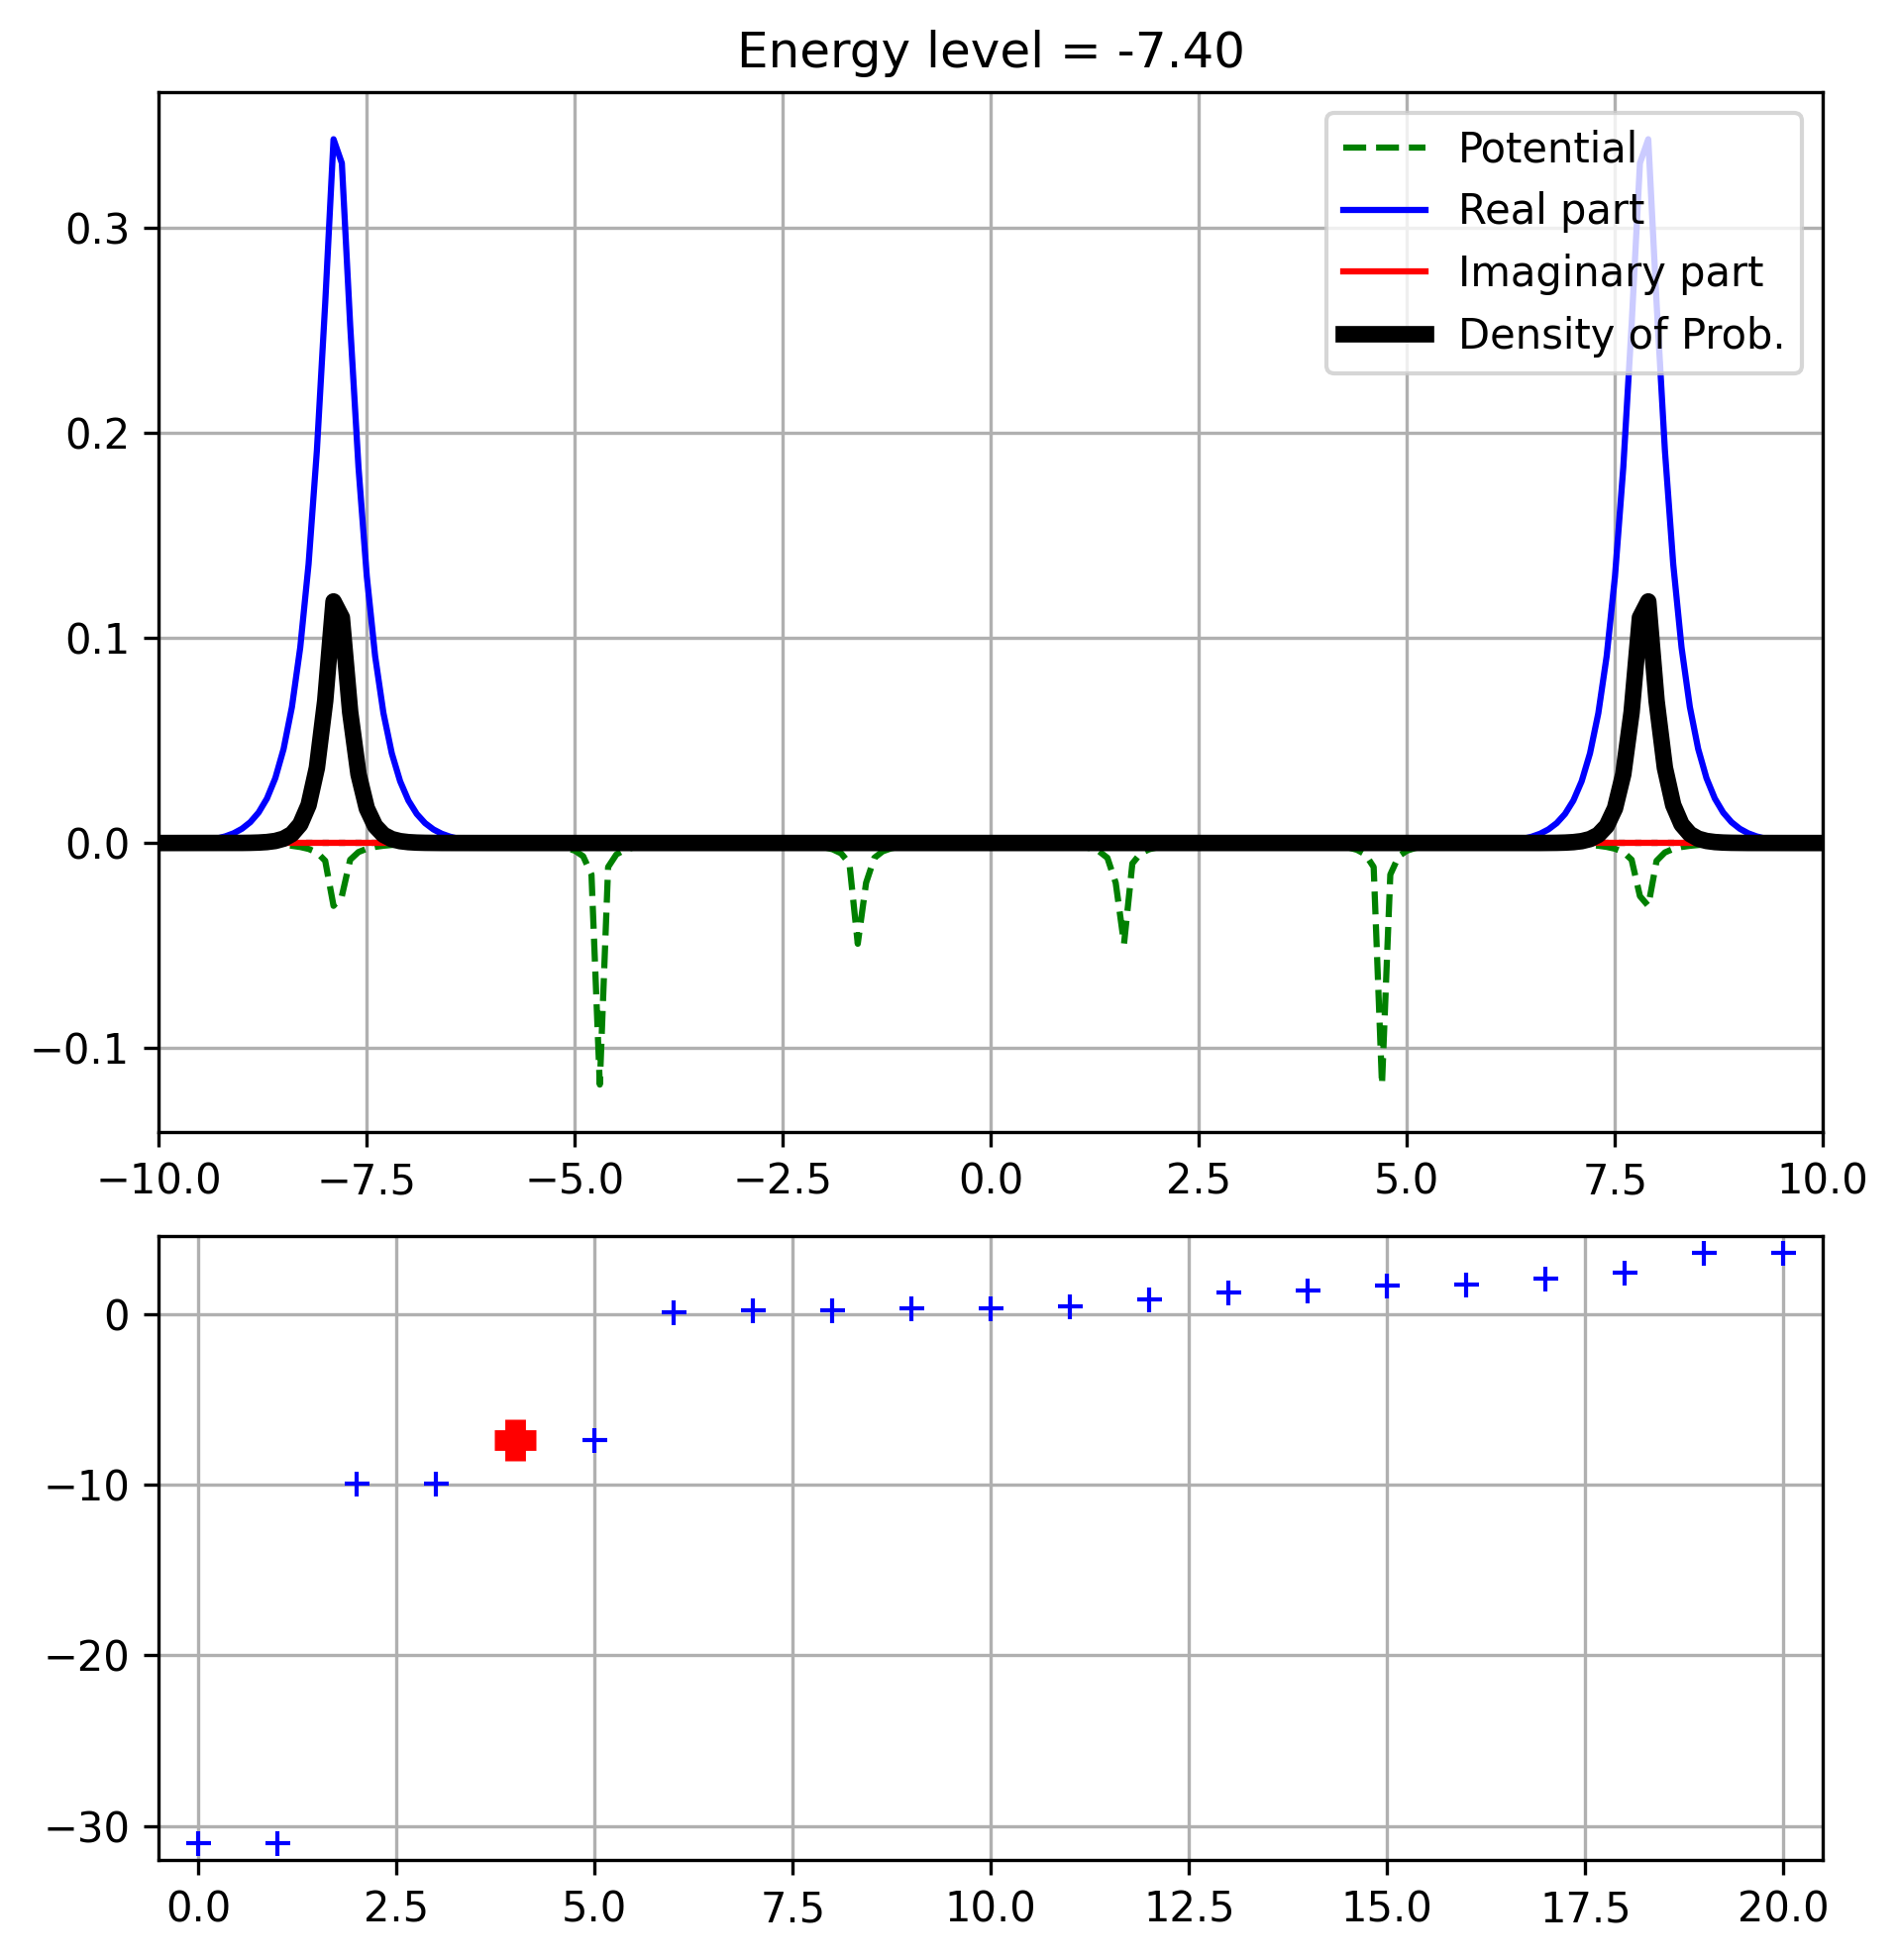 Energy level = -7.40
Potential
Real part
Imaginary part
Density of Prob.
0.3
0.2
0.1
0.0
−0.1
−10.0 −7.5 −5.0 −2.5 0.0 2.5 5.0 7.5 10.0
0
−10
−20
−30
0.0 2.5 5.0 7.5 10.0 12.5 15.0 17.5 20.0